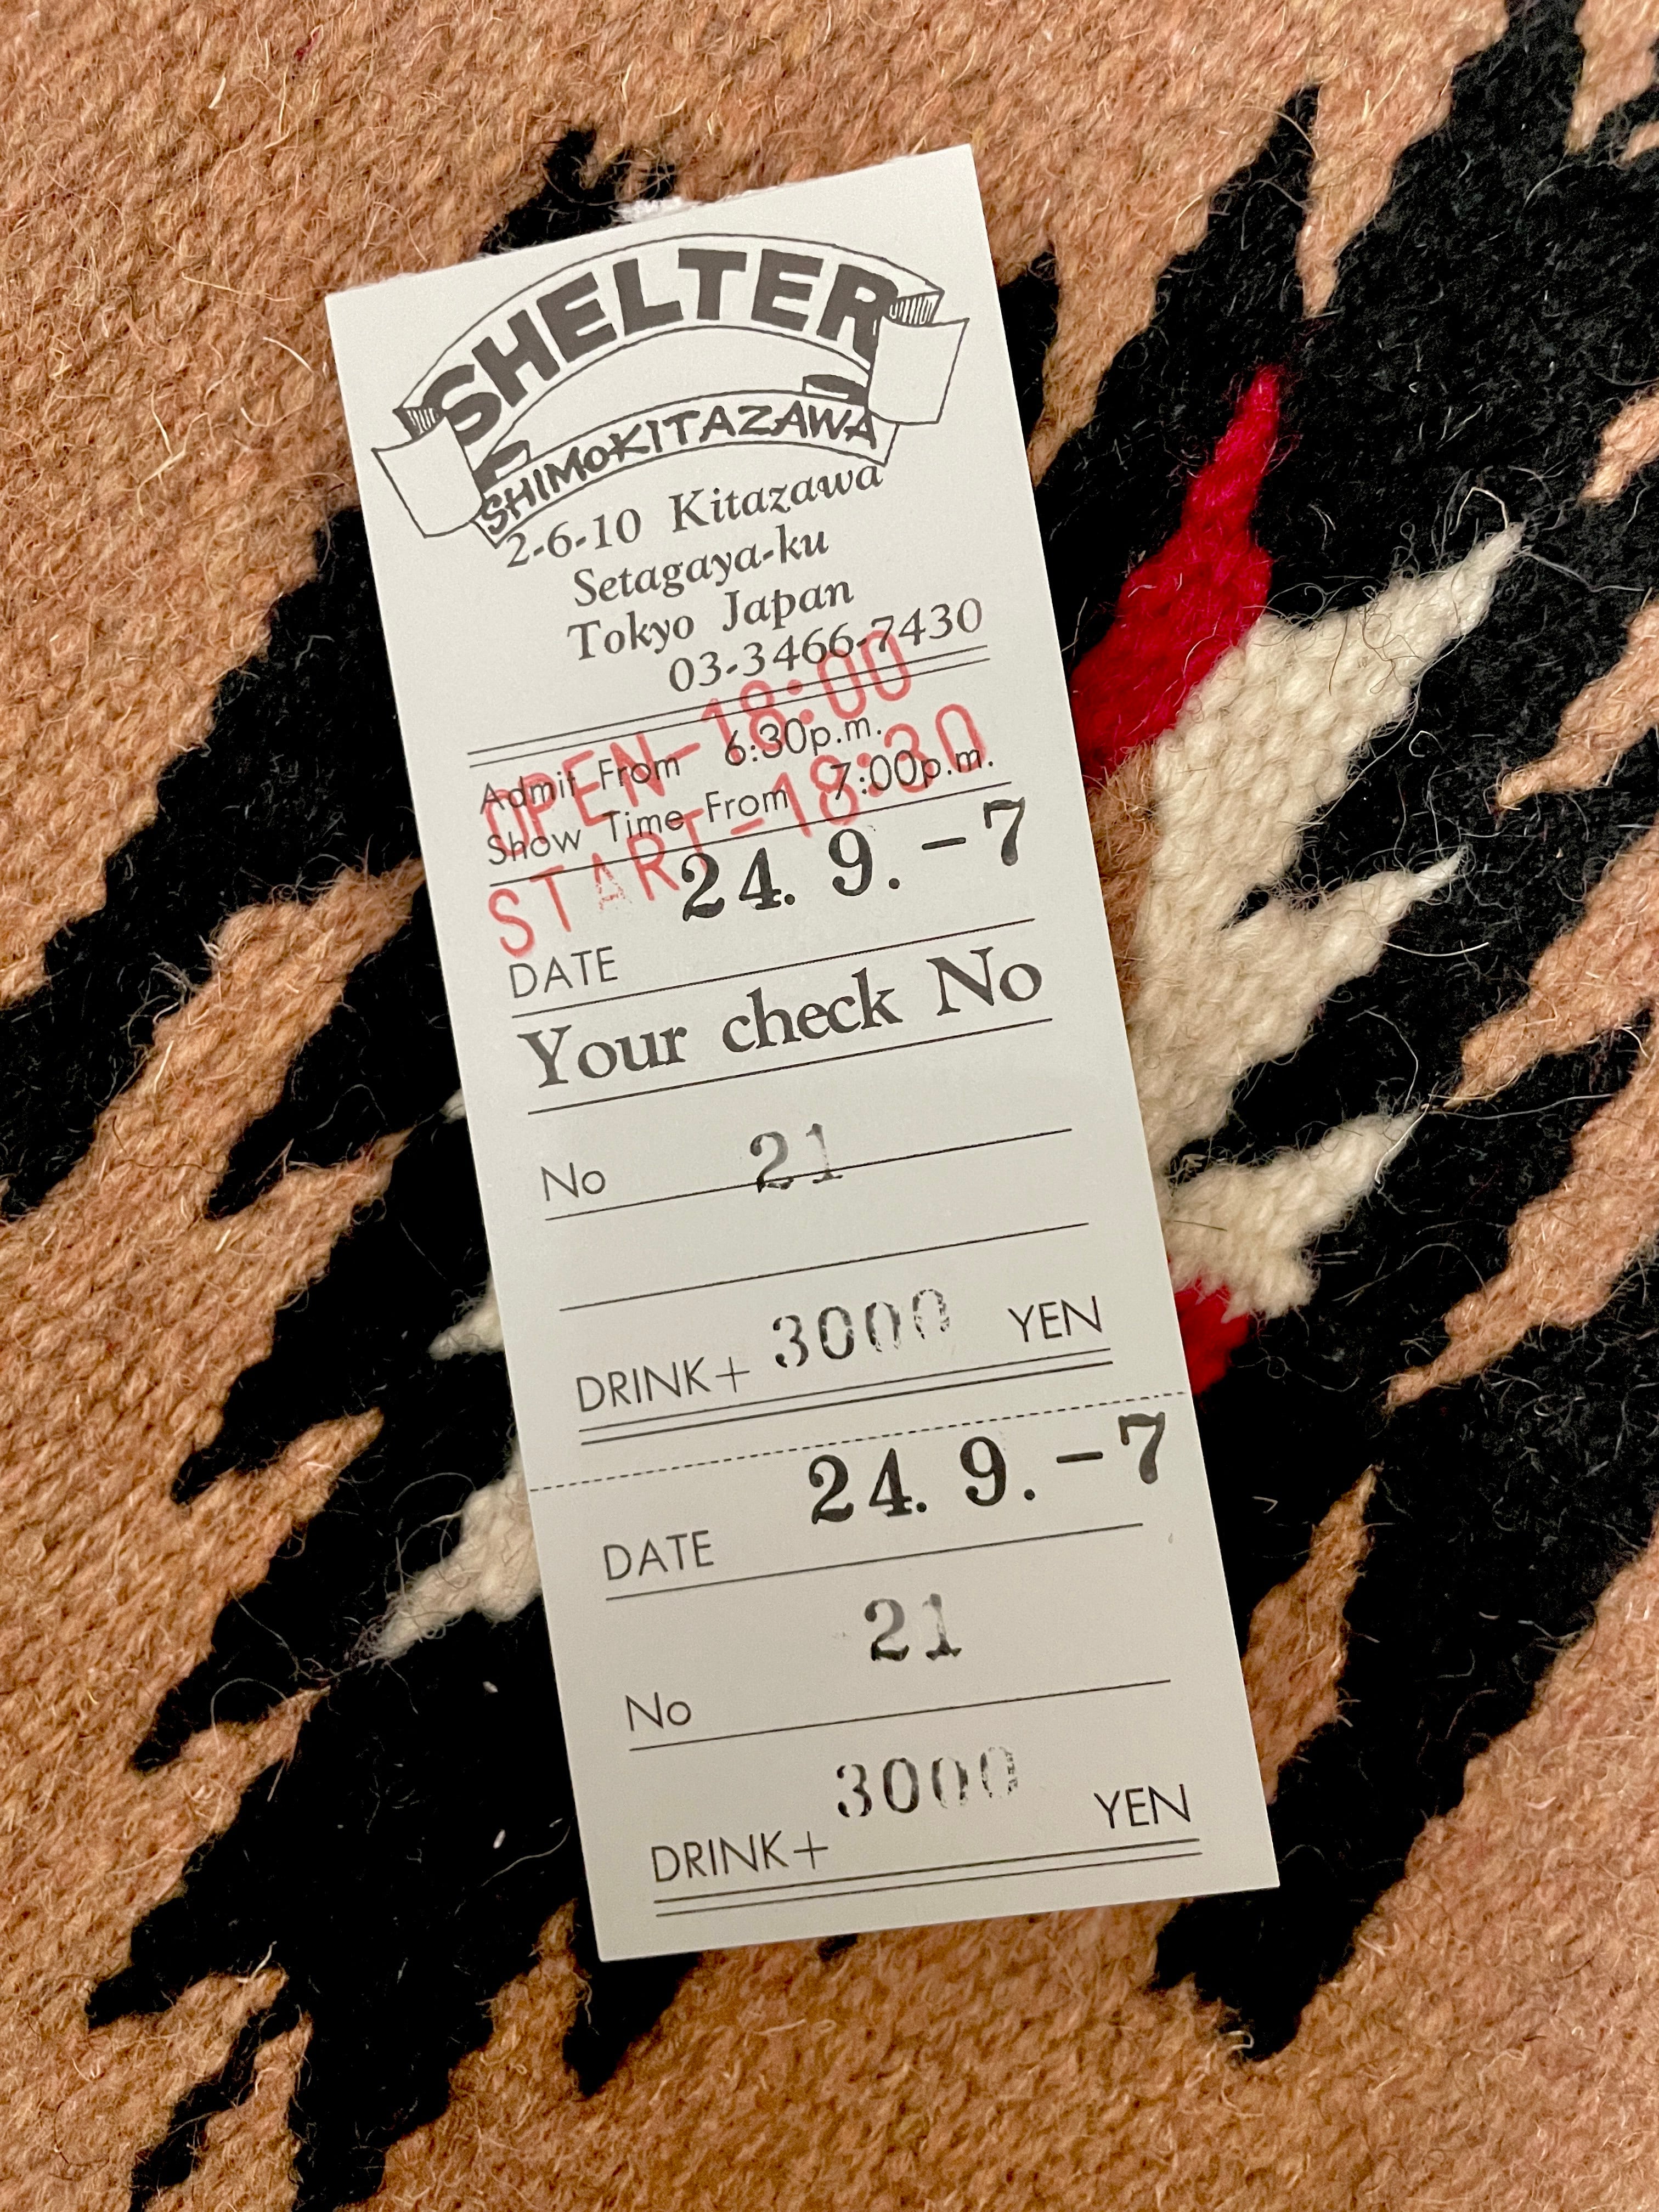 SHELTER
SHIMOKITAZAWA
2-6-10 Kitazawa
Setagaya-ku
Tokyo Japan
03-3466-7430
OPEN-18:00
Admit From 6:30p.m.
Show Time From 7:00p.m.
START-18:30
DATE 24. 9. -7
Your check No
No 21
DRINK+ 3000 YEN
DATE 24. 9. -7
No 21
DRINK+ 3000 YEN